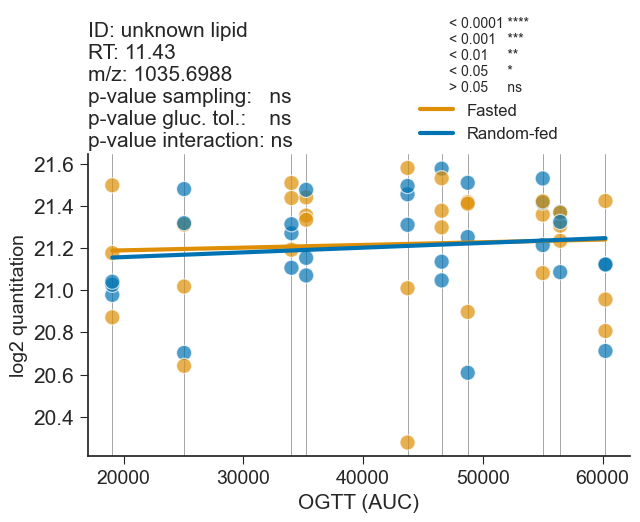 ID: unknown lipid
RT: 11.43
m/z: 1035.6988
p-value sampling: ns
p-value gluc. tol.: ns
p-value interaction: ns
< 0.0001 ****
< 0.001 ***
< 0.01 **
< 0.05 *
> 0.05 ns
Fasted
Random-fed
21.6
21.4
21.2
21.0
20.8
20.6
20.4
log2 quantitation
20000 30000 40000 50000 60000
OGTT (AUC)